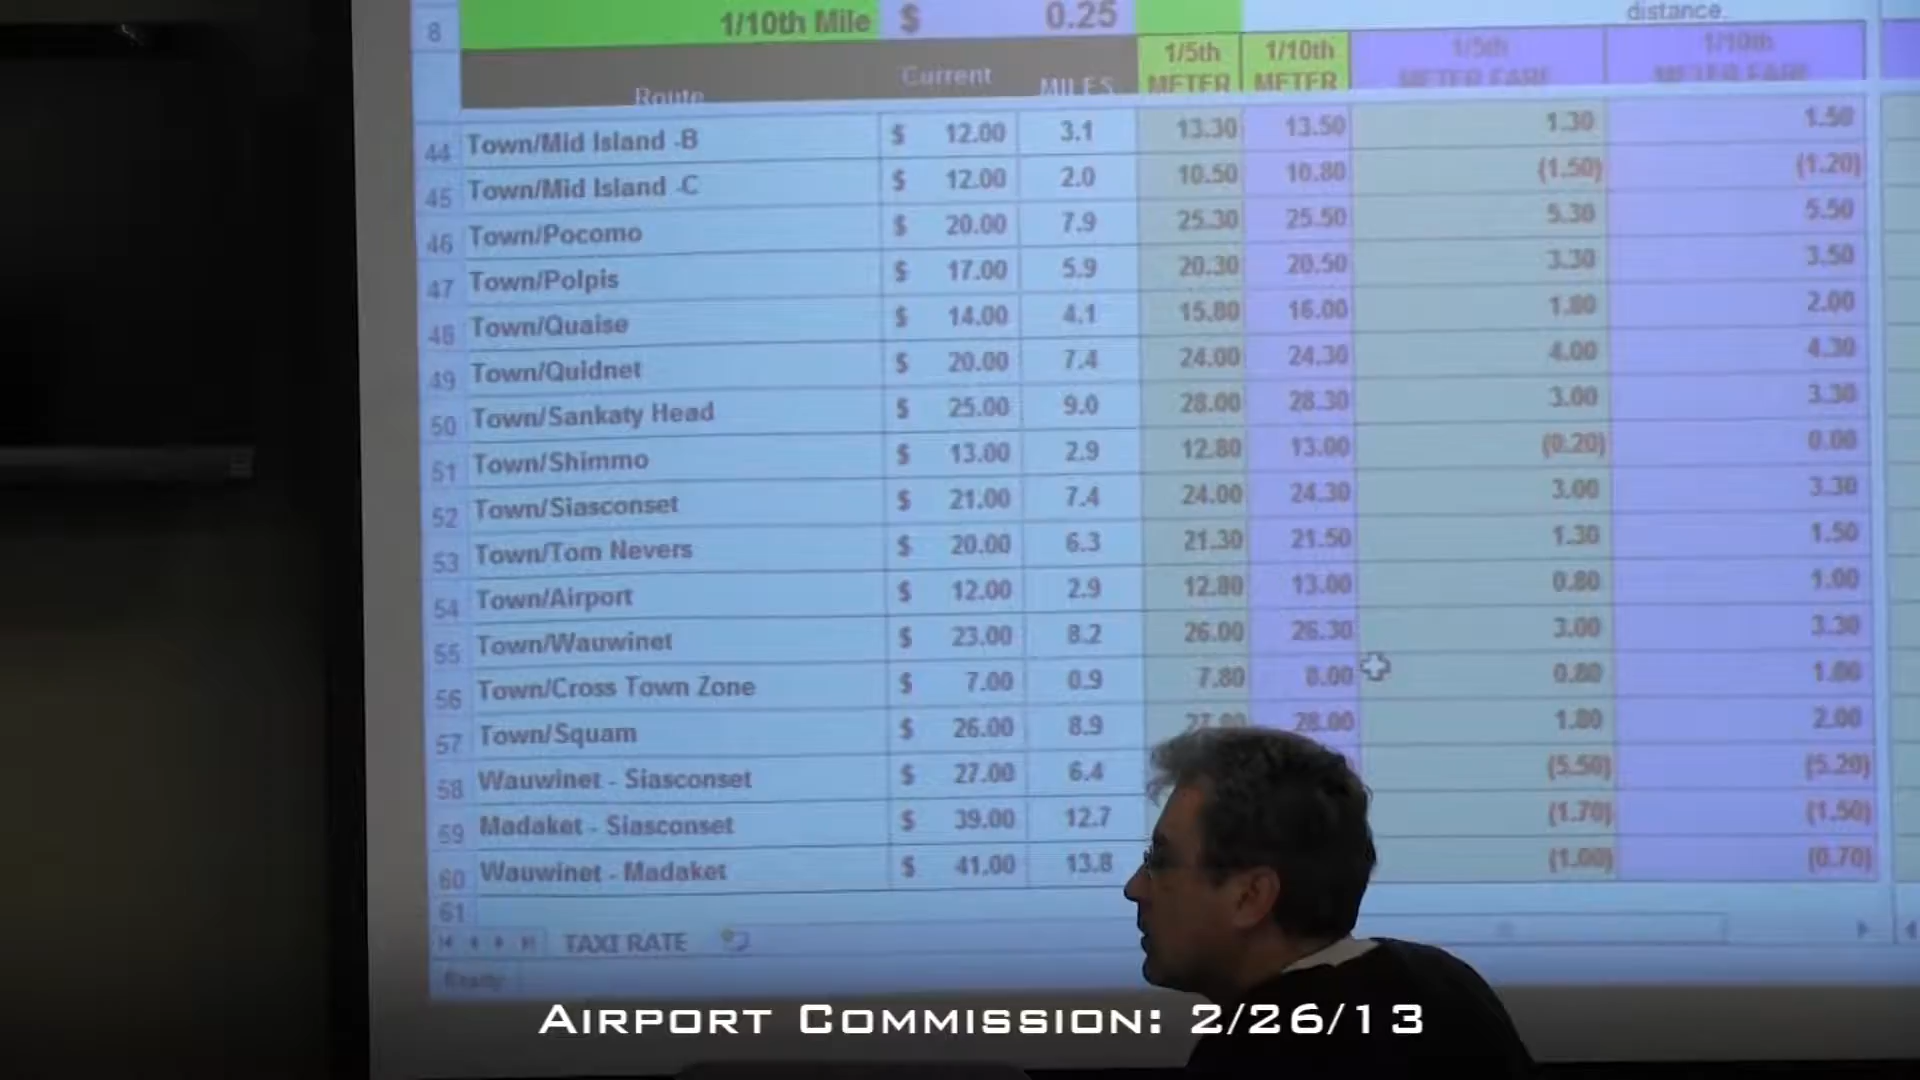 distance.
8 1/10th Mile $ 0.25
Route Current MILES 1/5th METER 1/10th METER 1/5th METER FARE 1/10th METER FARE
44 Town/Mid Island -B $ 12.00 3.1 13.30 13.50 1.30 1.50
45 Town/Mid Island -C $ 12.00 2.0 10.50 10.80 (1.50) (1.20)
46 Town/Pocomo $ 20.00 7.9 25.30 25.50 5.30 5.50
47 Town/Polpis $ 17.00 5.9 20.30 20.50 3.30 3.50
48 Town/Quaise $ 14.00 4.1 15.80 16.00 1.80 2.00
49 Town/Quidnet $ 20.00 7.4 24.00 24.30 4.00 4.30
50 Town/Sankaty Head $ 25.00 9.0 28.00 28.30 3.00 3.30
51 Town/Shimmo $ 13.00 2.9 12.80 13.00 (0.20) 0.00
52 Town/Siasconset $ 21.00 7.4 24.00 24.30 3.00 3.30
53 Town/Tom Nevers $ 20.00 6.3 21.30 21.50 1.30 1.50
54 Town/Airport $ 12.00 2.9 12.80 13.00 0.80 1.00
55 Town/Wauwinet $ 23.00 8.2 26.00 26.30 3.00 3.30
56 Town/Cross Town Zone $ 7.00 0.9 7.80 8.00 0.80 1.00
57 Town/Squam $ 26.00 8.9 27.80 28.00 1.80 2.00
58 Wauwinet - Siasconset $ 27.00 6.4 (5.50) (5.20)
59 Madaket - Siasconset $ 39.00 12.7 (1.70) (1.50)
60 Wauwinet - Madaket $ 41.00 13.8 (1.00) (0.70)
61
TAXI RATE
Ready
Airport Commission: 2/26/13